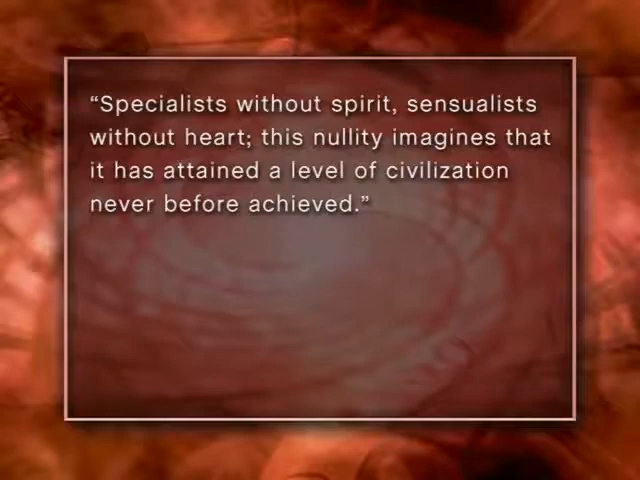 “Specialists without spirit, sensualists
without heart; this nullity imagines that
it has attained a level of civilization
never before achieved.”